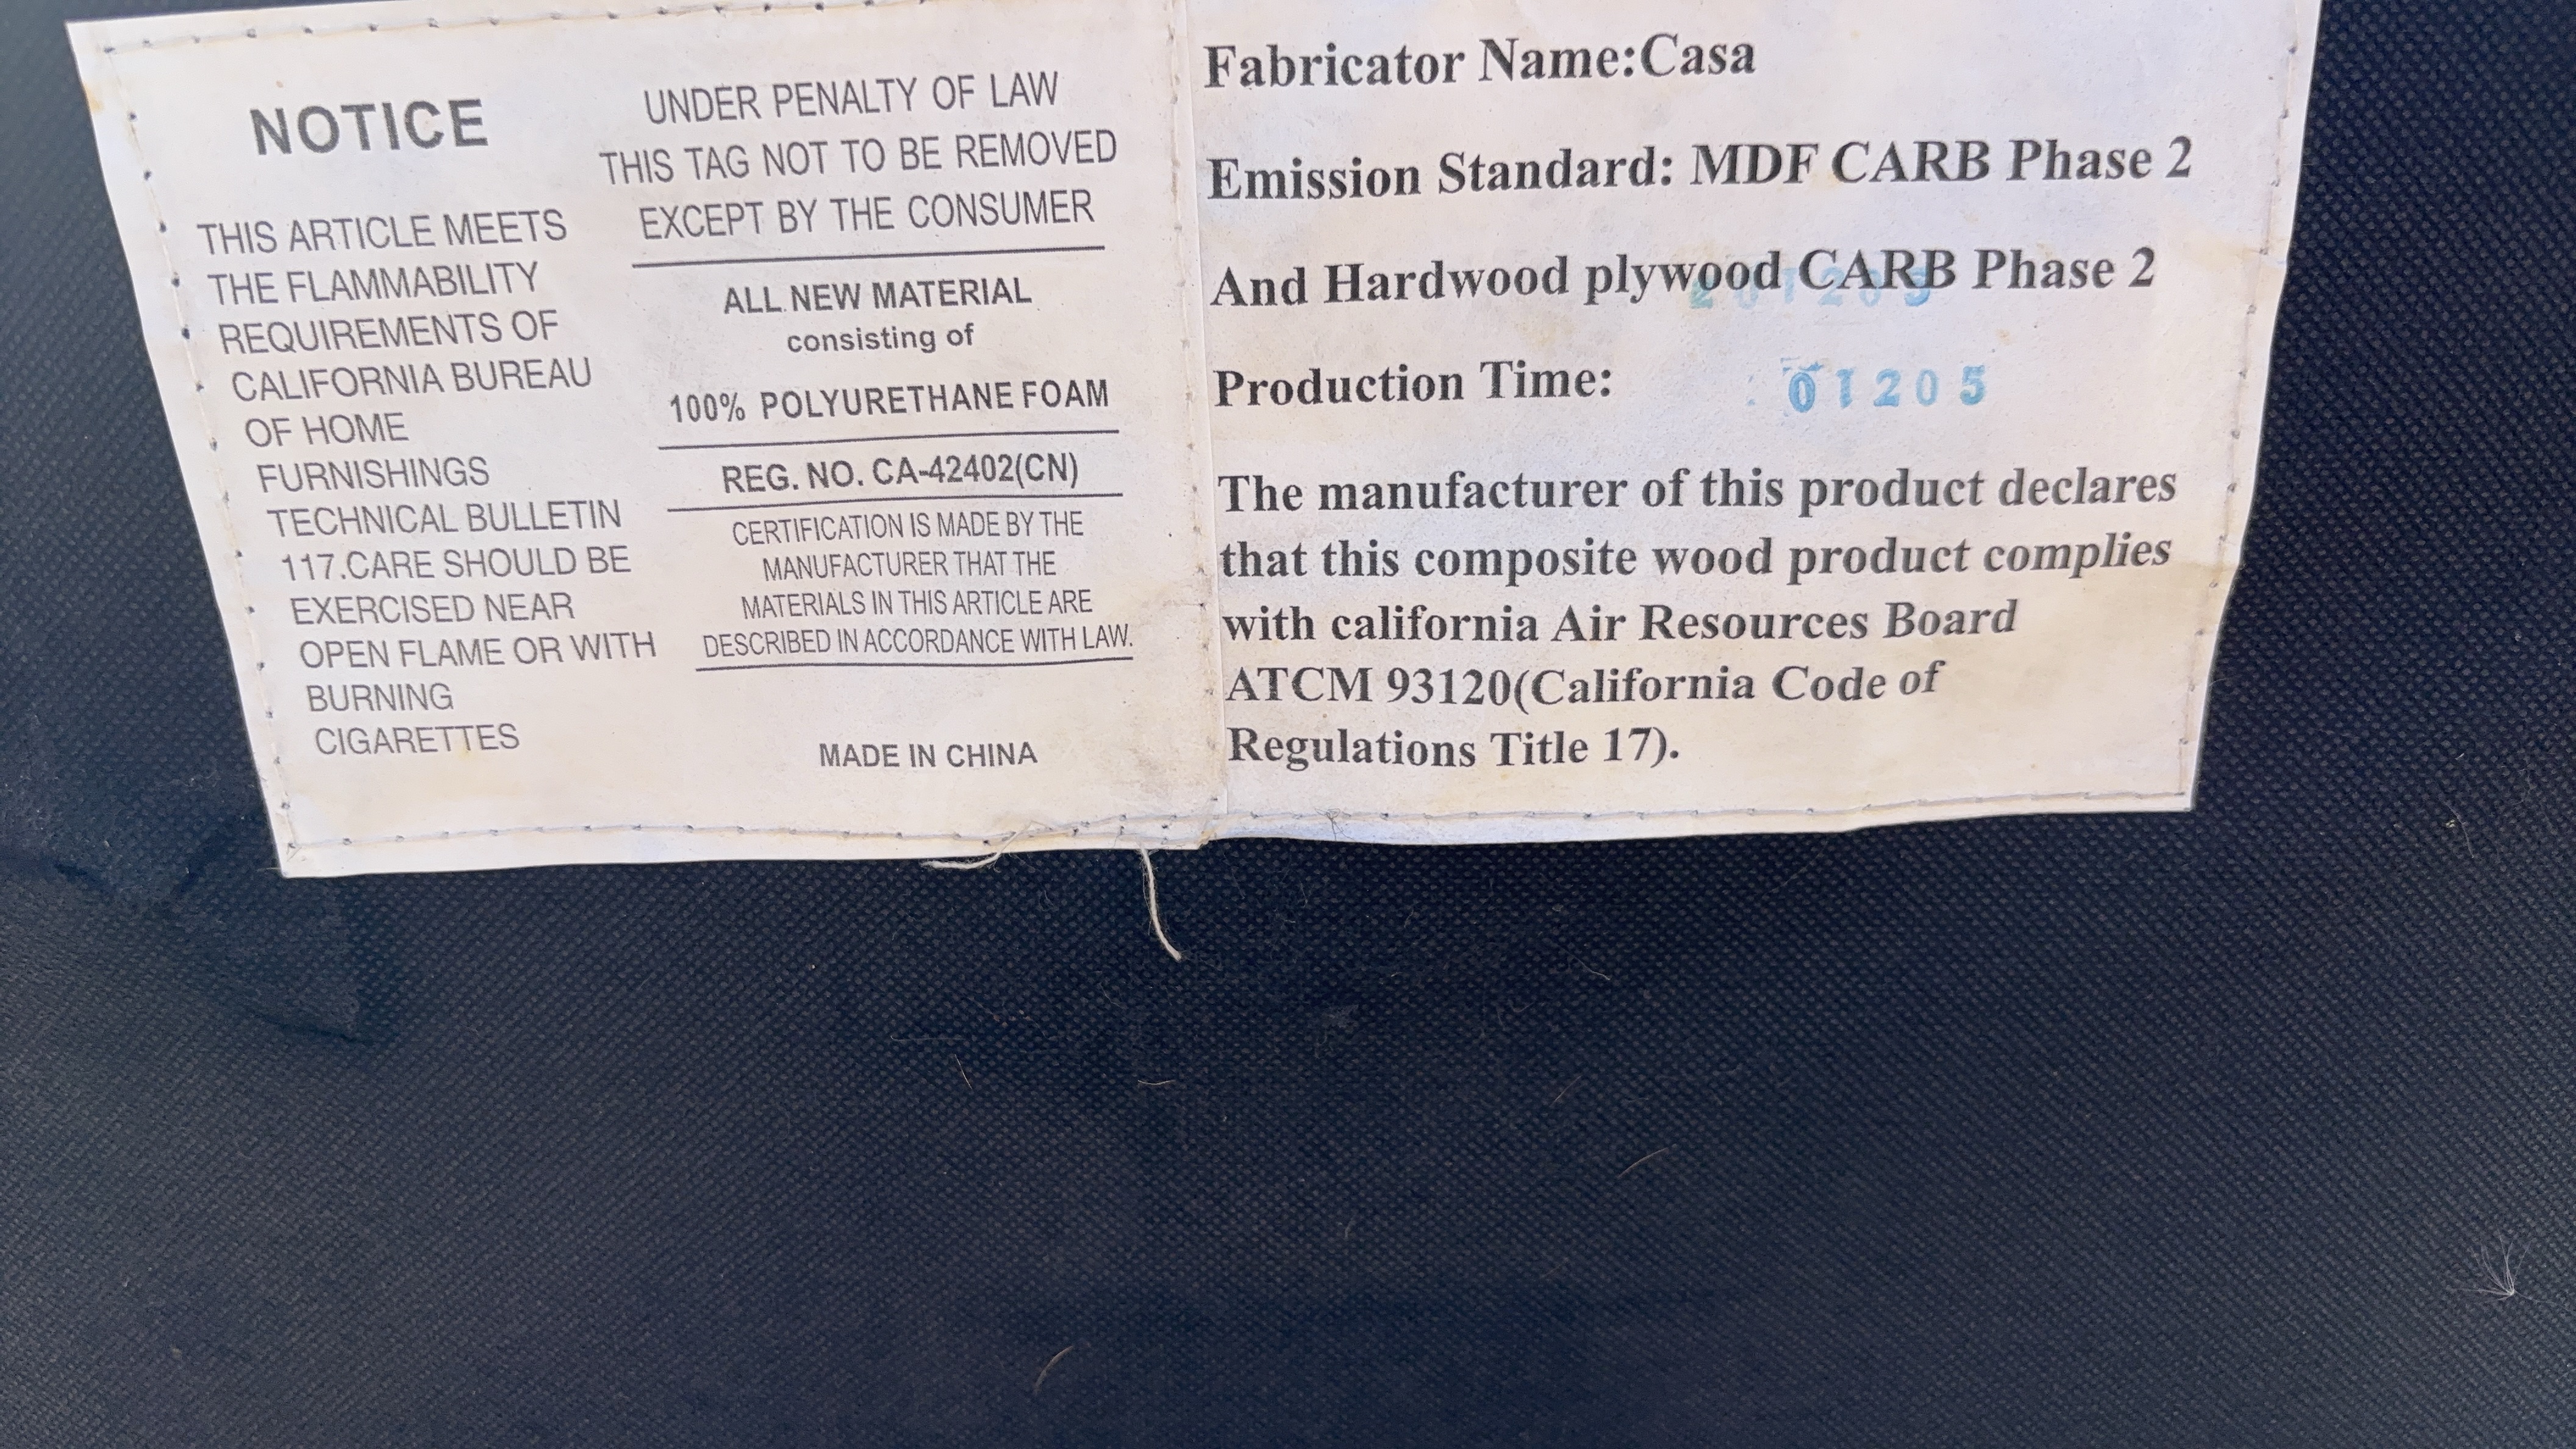 NOTICE
THIS ARTICLE MEETS
THE FLAMMABILITY
REQUIREMENTS OF
CALIFORNIA BUREAU
OF HOME
FURNISHINGS
TECHNICAL BULLETIN
117.CARE SHOULD BE
EXERCISED NEAR
OPEN FLAME OR WITH
BURNING
CIGARETTES
UNDER PENALTY OF LAW
THIS TAG NOT TO BE REMOVED
EXCEPT BY THE CONSUMER
ALL NEW MATERIAL
consisting of
100% POLYURETHANE FOAM
REG. NO. CA-42402(CN)
CERTIFICATION IS MADE BY THE
MANUFACTURER THAT THE
MATERIALS IN THIS ARTICLE ARE
DESCRIBED IN ACCORDANCE WITH LAW.
MADE IN CHINA
Fabricator Name:Casa
Emission Standard: MDF CARB Phase 2
And Hardwood plywood CARB Phase 2
Production Time: 01205
The manufacturer of this product declares
that this composite wood product complies
with california Air Resources Board
ATCM 93120(California Code of
Regulations Title 17).